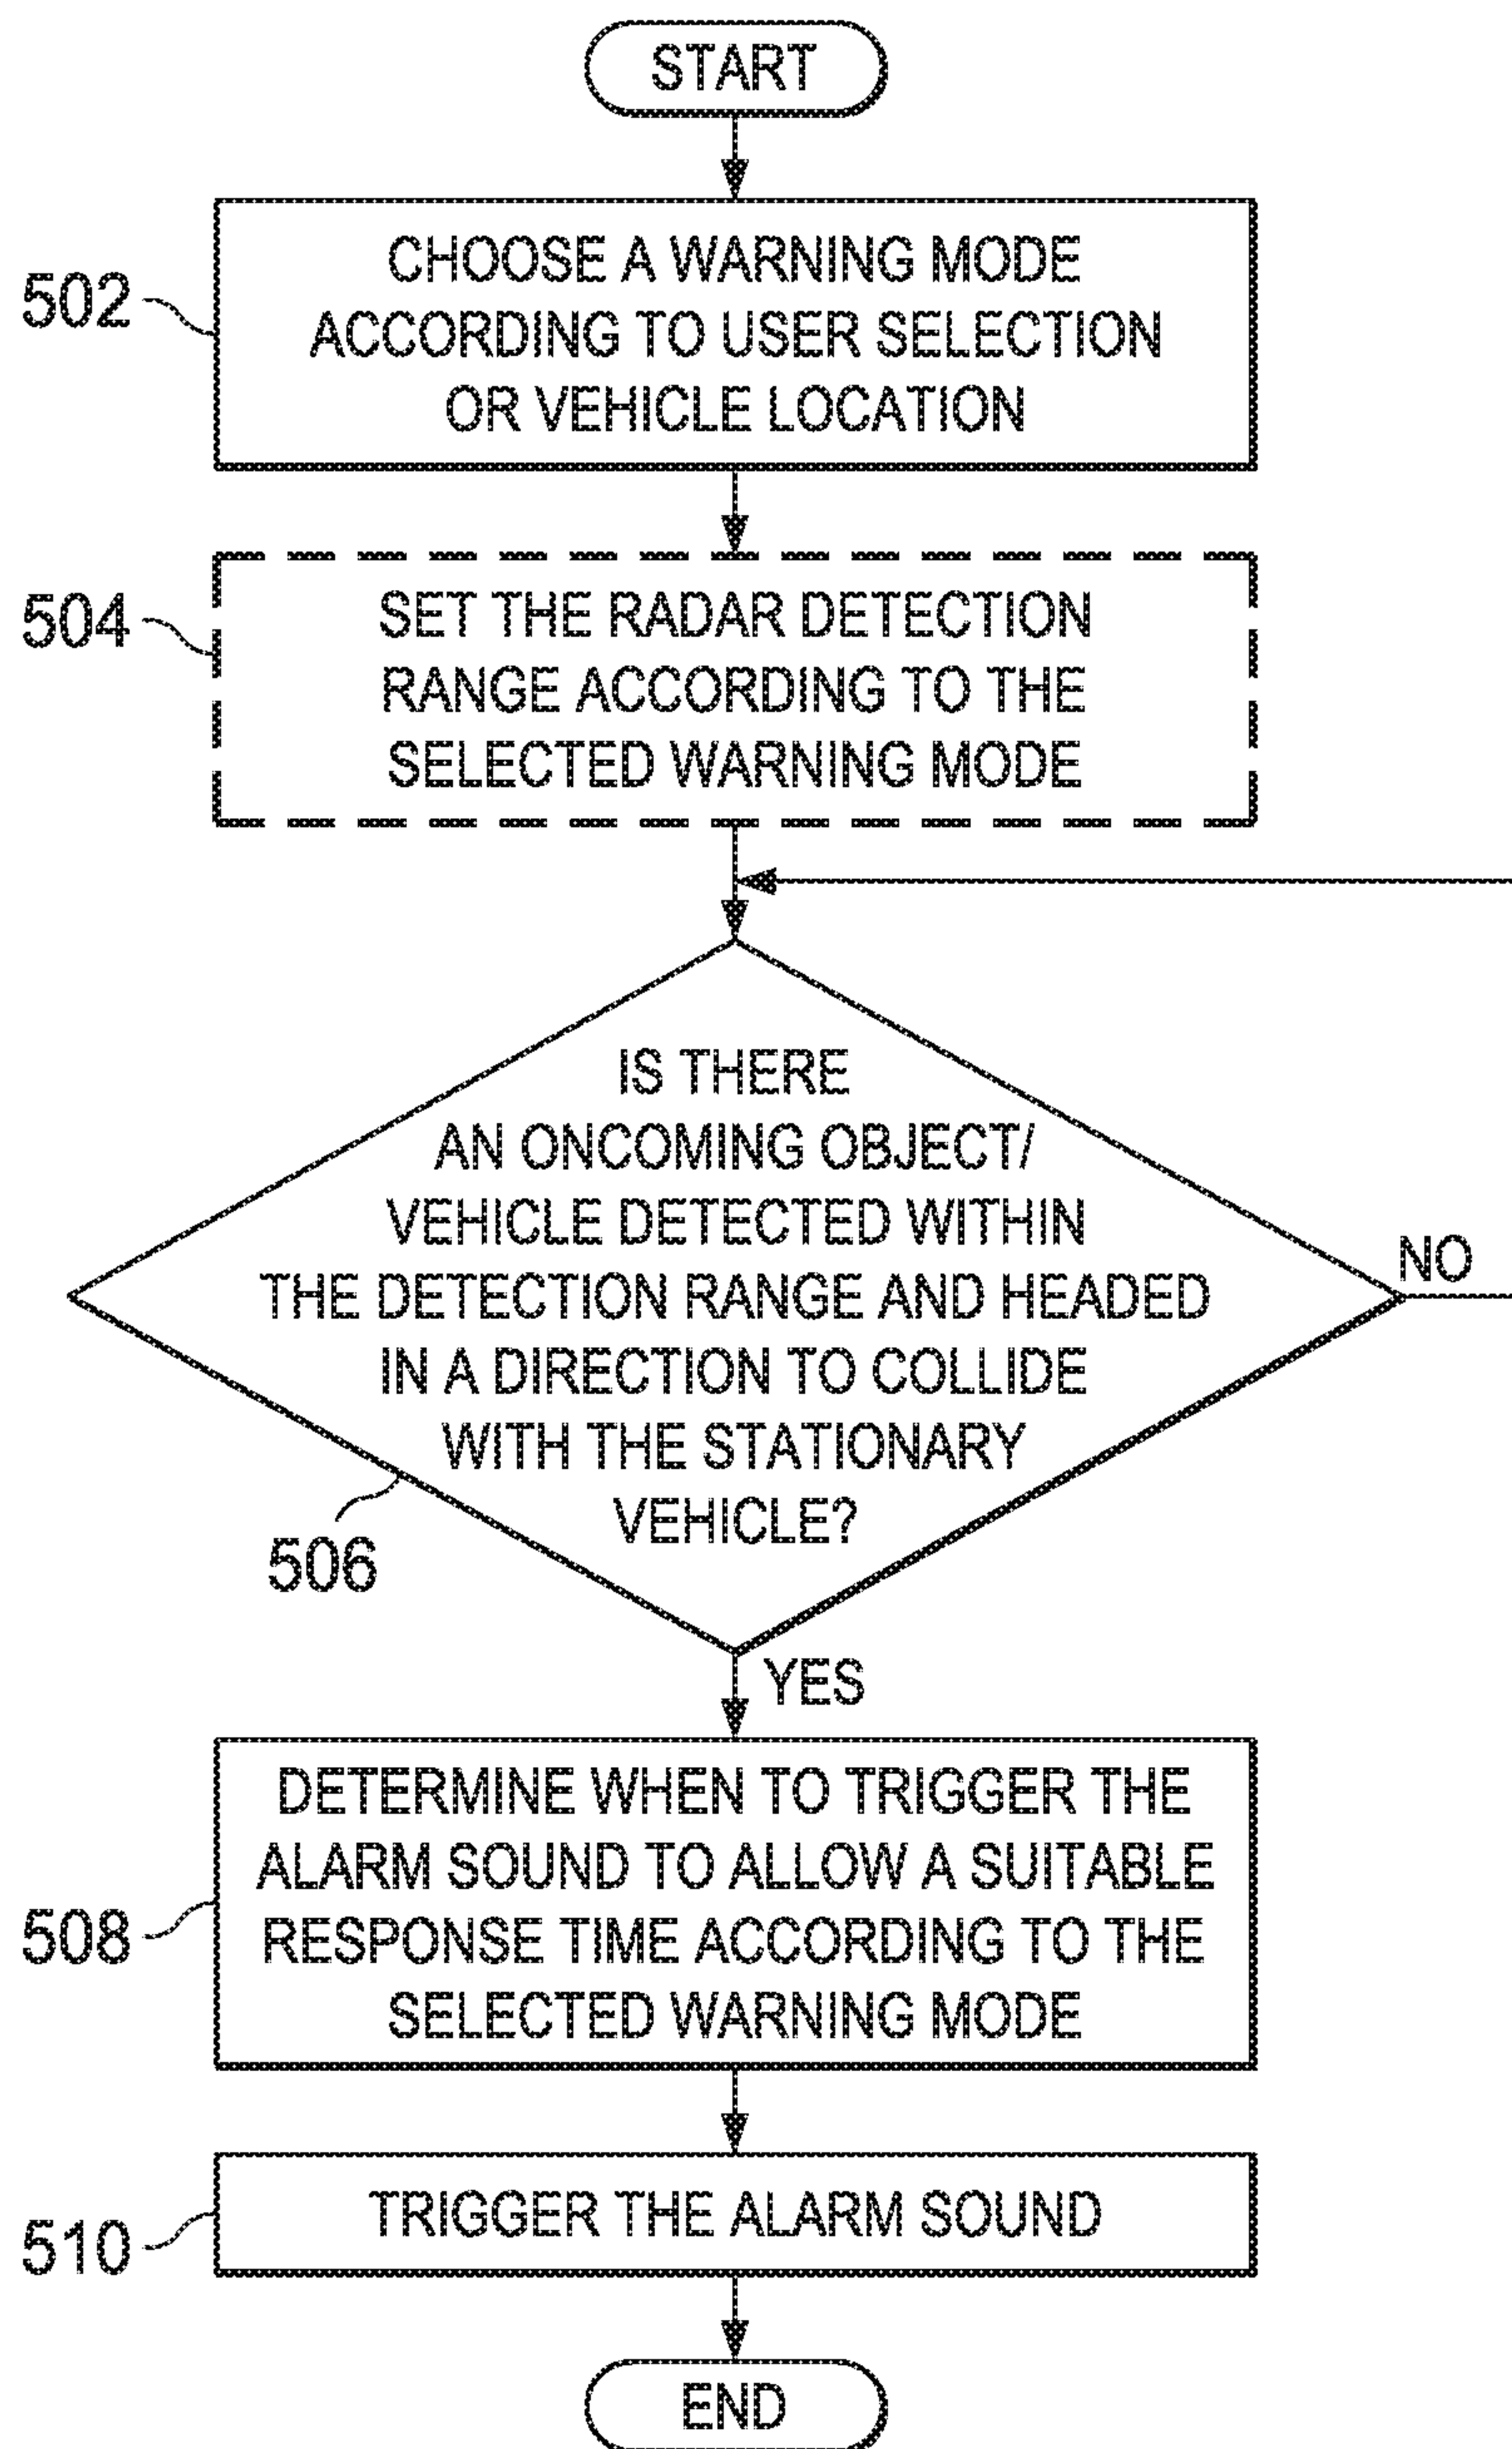 START
502
CHOOSE A WARNING MODE
ACCORDING TO USER SELECTION
OR VEHICLE LOCATION
504
SET THE RADAR DETECTION
RANGE ACCORDING TO THE
SELECTED WARNING MODE
IS THERE
AN ONCOMING OBJECT/
VEHICLE DETECTED WITHIN
THE DETECTION RANGE AND HEADED
IN A DIRECTION TO COLLIDE
WITH THE STATIONARY
VEHICLE?
NO
506
YES
508
DETERMINE WHEN TO TRIGGER THE
ALARM SOUND TO ALLOW A SUITABLE
RESPONSE TIME ACCORDING TO THE
SELECTED WARNING MODE
510
TRIGGER THE ALARM SOUND
END